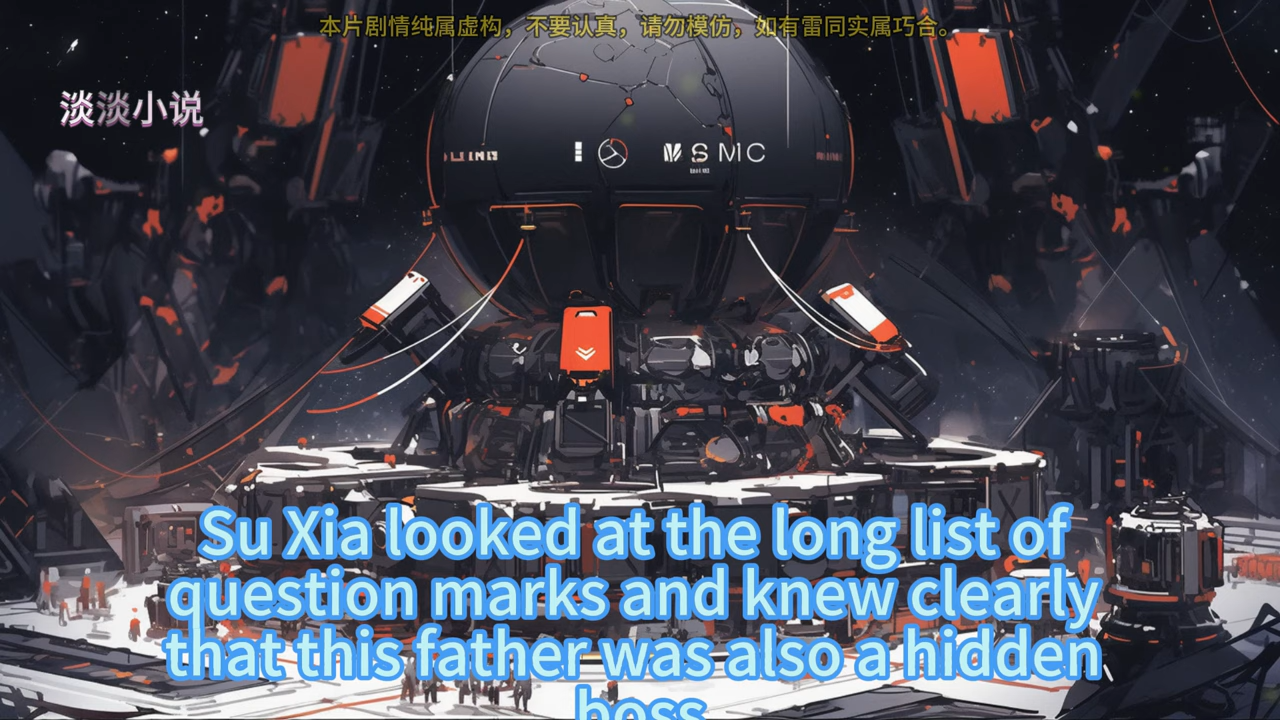 本片剧情纯属虚构，不要认真，请勿模仿，如有雷同实属巧合。
淡淡小说
SMC
Su Xia looked at the long list of
question marks and knew clearly
that this father was also a hidden
boss